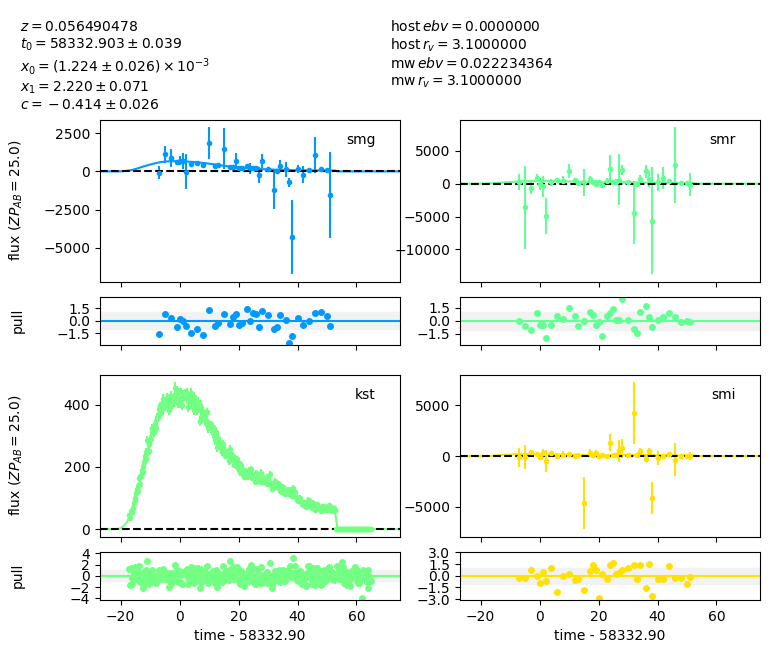 z = 0.056490478
t₀ = 58332.903 ± 0.039
x₀ = (1.224 ± 0.026) × 10⁻³
x₁ = 2.220 ± 0.071
c = − 0.414 ± 0.026
host ebv = 0.0000000
host r_v = 3.1000000
mw ebv = 0.022234364
mw r_v = 3.1000000
flux (ZP_AB = 25.0)
2500
0
−2500
−5000
smg
5000
0
−5000
−10000
smr
pull
1.5
0.0
−1.5
1.5
0.0
−1.5
flux (ZP_AB = 25.0)
400
200
0
kst
5000
0
−5000
smi
pull
4
2
0
−2
−4
3.0
1.5
0.0
−1.5
−3.0
−20 0 20 40 60
−20 0 20 40 60
time - 58332.90
time - 58332.90